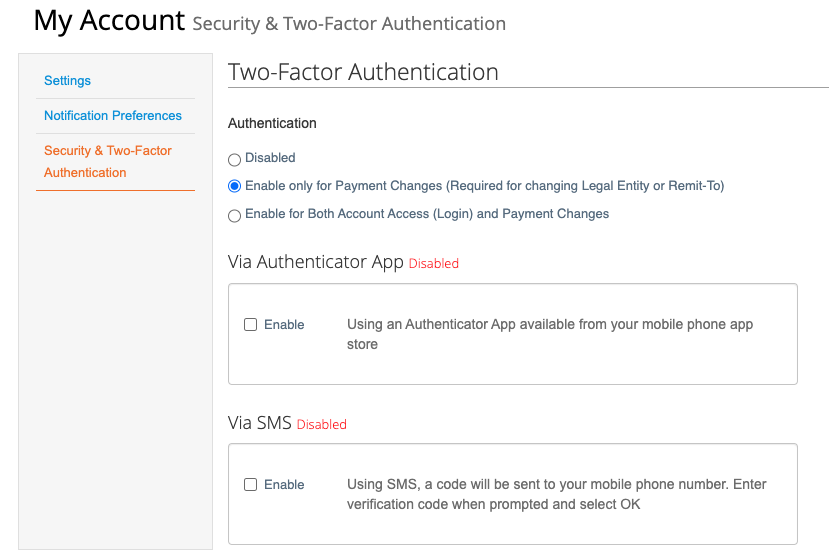 My Account Security & Two-Factor Authentication
Settings
Notification Preferences
Security & Two-Factor
Authentication
Two-Factor Authentication
Authentication
Disabled
Enable only for Payment Changes (Required for changing Legal Entity or Remit-To)
Enable for Both Account Access (Login) and Payment Changes
Via Authenticator App Disabled
Enable
Using an Authenticator App available from your mobile phone app
store
Via SMS Disabled
Enable
Using SMS, a code will be sent to your mobile phone number. Enter
verification code when prompted and select OK